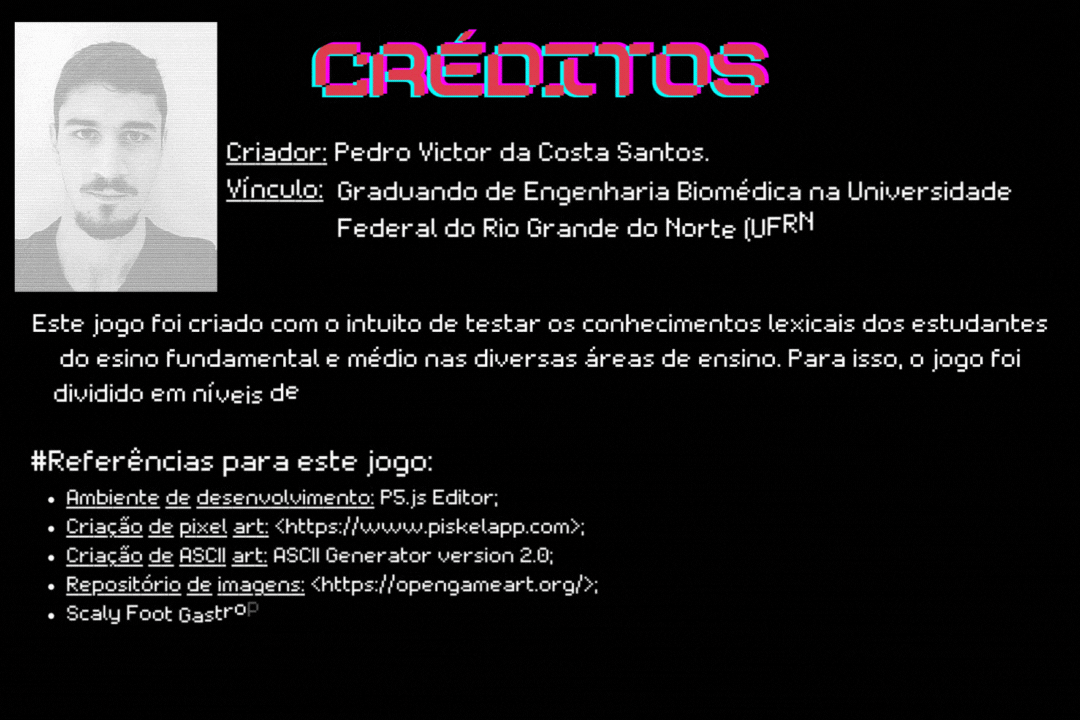 CRÉDITOS
Criador: Pedro Victor da Costa Santos.
Vínculo: Graduando de Engenharia Biomédica na Universidade
Federal do Rio Grande do Norte (UFRN
Este jogo foi criado com o intuito de testar os conhecimentos lexicais dos estudantes
do esino fundamental e médio nas diversas áreas de ensino. Para isso, o jogo foi
dividido em níveis de
#Referências para este jogo:
• Ambiente de desenvolvimento: P5.js Editor;
• Criação de pixel art: <https://www.piskelapp.com>;
• Criação de ASCII art: ASCII Generator version 2.0;
• Repositório de imagens: <https://opengameart.org/>;
• Scaly Foot Gastrop